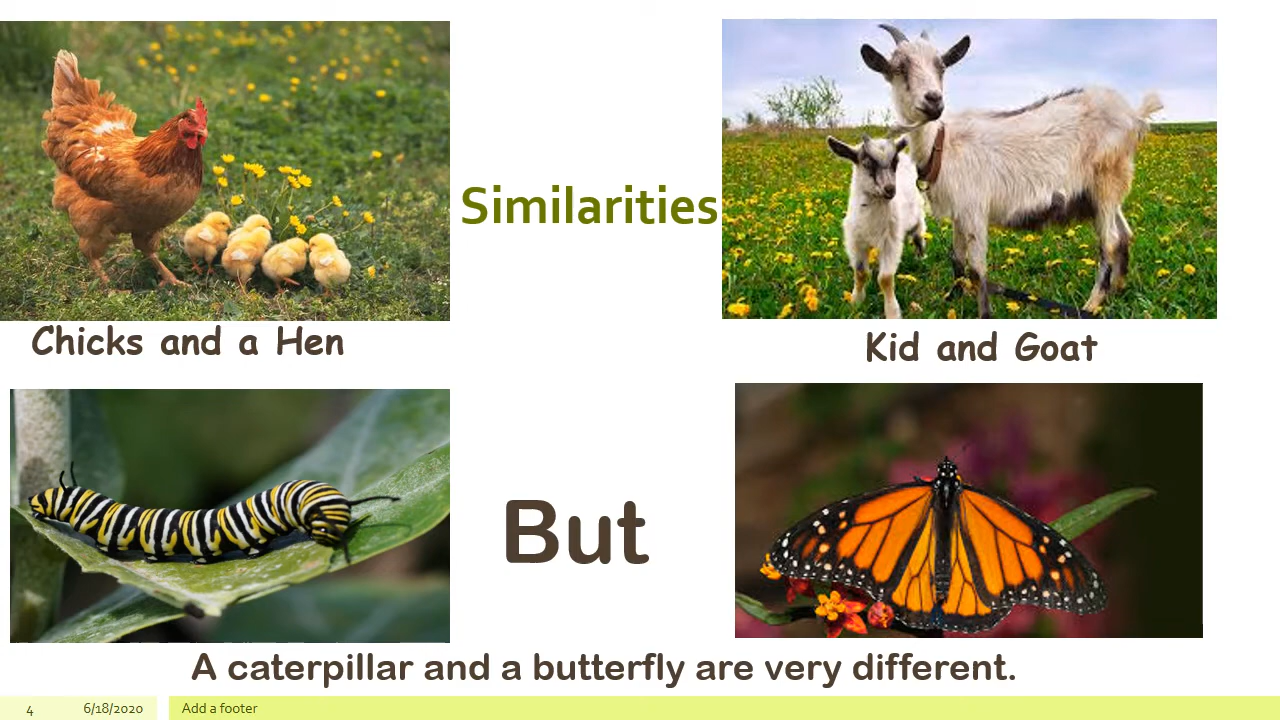 Similarities
Chicks and a Hen
Kid and Goat
But
A caterpillar and a butterfly are very different.
4 6/18/2020 Add a footer